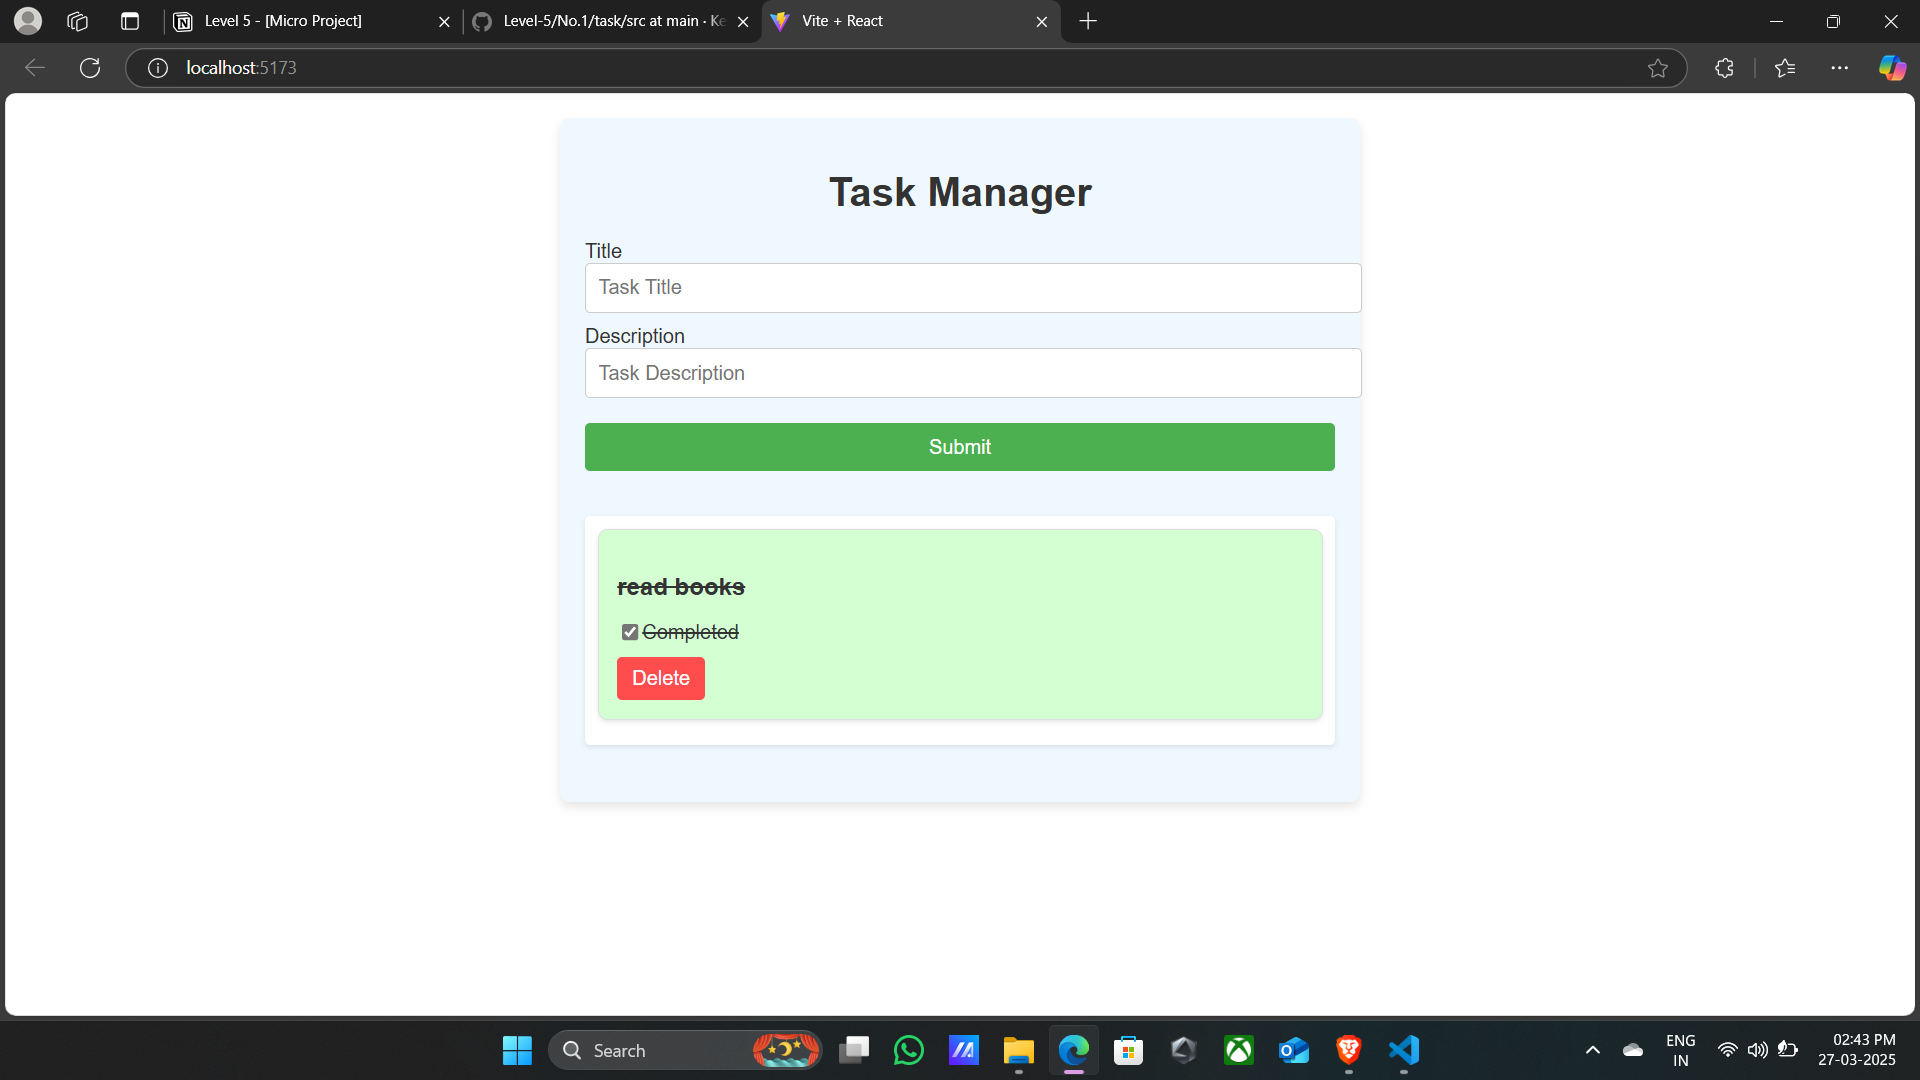 Level 5 - [Micro Project]
Level-5/No.1/task/src at main · Ke
Vite + React
localhost:5173
Task Manager
Title
Task Title
Description
Task Description
Submit
read books
Completed
Delete
Search
ENG
IN
02:43 PM
27-03-2025